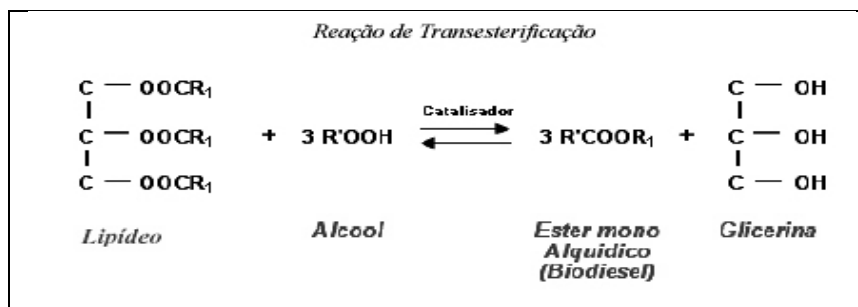 Reação de Transesterificação
C — OOCR₁ C — OH
Catalisador
C — OOCR₁ + 3 R'OOH 3 R'COOR₁ + C — OH
C — OOCR₁ C — OH
Lipídeo Alcool Ester mono Glicerina
Alquidico
(Biodiesel)